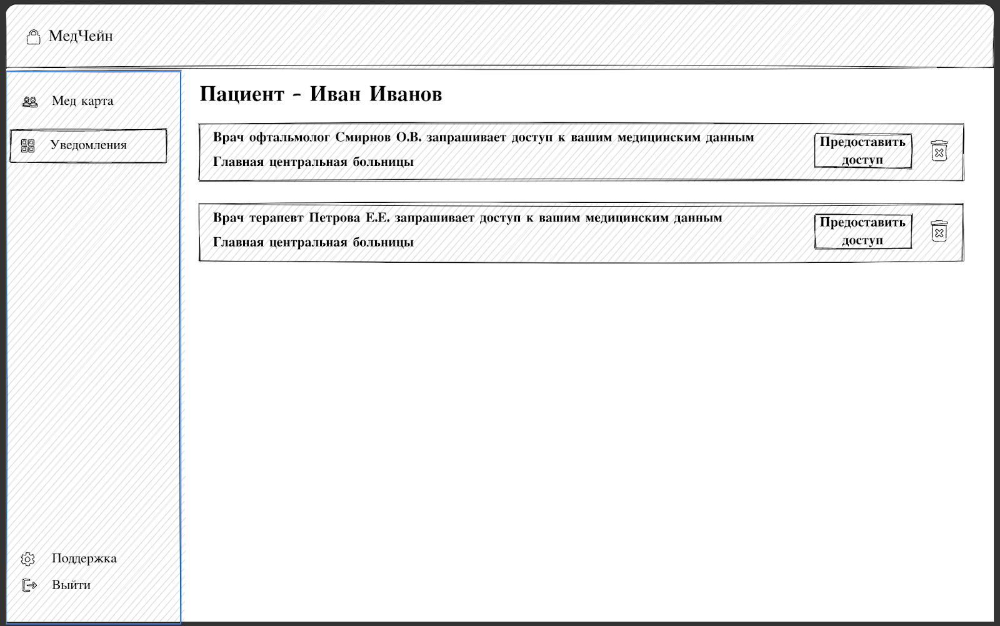 МедЧейн
Мед карта
Уведомления
Поддержка
Выйти
Пациент - Иван Иванов
Врач офтальмолог Смирнов О.В. запрашивает доступ к вашим медицинским данным
Главная центральная больницы
Предоставить
доступ
Врач терапевт Петрова Е.Е. запрашивает доступ к вашим медицинским данным
Главная центральная больницы
Предоставить
доступ